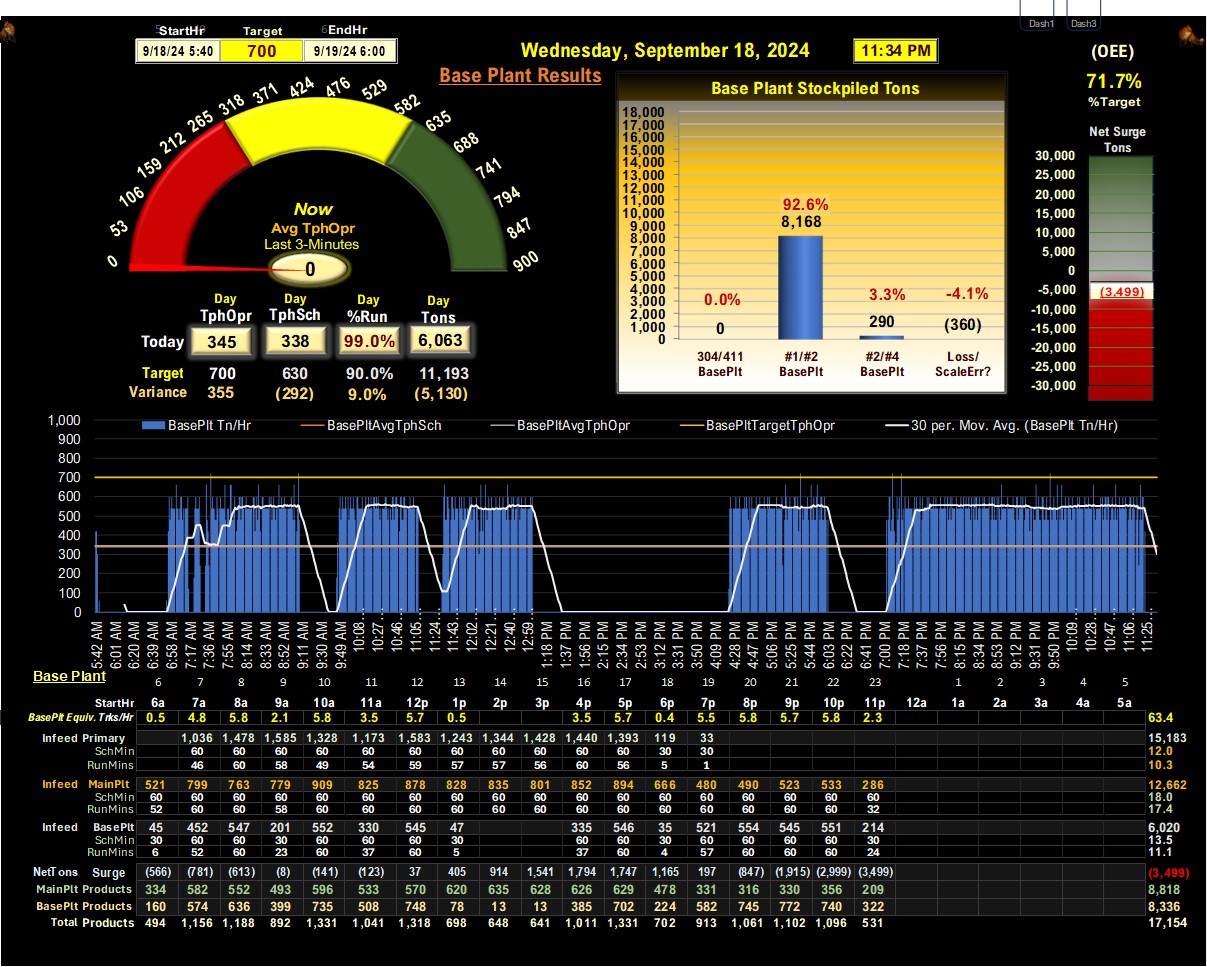 Dash1 Dash3
StartHr Target EndHr
9/18/24 5:40 700 9/19/24 6:00
Wednesday, September 18, 2024 11:34 PM
(OEE)
71.7%
%Target
Base Plant Results
Base Plant Stockpiled Tons
0 53 106 159 212 265 318 371 424 476 529 582 635 688 741 794 847 900
Now
Avg TphOpr
Last 3-Minutes
0
Day Day Day Day
TphOpr TphSch %Run Tons
Today 345 338 99.0% 6,063
Target 700 630 90.0% 11,193
Variance 355 (292) 9.0% (5,130)
18,000
17,000
16,000
15,000
14,000
13,000
12,000
11,000
10,000
9,000
8,000
7,000
6,000
5,000
4,000
3,000
2,000
1,000
0
0.0% 92.6% 3.3% -4.1%
0 8,168 290 (360)
304/411 #1/#2 #2/#4 Loss/
BasePlt BasePlt BasePlt ScaleErr?
Net Surge
Tons
30,000
25,000
20,000
15,000
10,000
5,000
0
-5,000
-10,000
-15,000
-20,000
-25,000
-30,000
(3,499)
BasePlt Tn/Hr BasePltAvgTphSch BasePltAvgTphOpr BasePltTargetTphOpr 30 per. Mov. Avg. (BasePlt Tn/Hr)
1,000
900
800
700
600
500
400
300
200
100
0
5:42 AM 6:01 AM 6:20 AM 6:39 AM 6:58 AM 7:17 AM 7:36 AM 7:55 AM 8:14 AM 8:33 AM 8:52 AM 9:11 AM 9:30 AM 9:49 AM 10:08... 10:27... 10:46... 11:05... 11:24... 11:43... 12:02... 12:21... 12:40... 12:59... 1:18 PM 1:37 PM 1:56 PM 2:15 PM 2:34 PM 2:53 PM 3:12 PM 3:31 PM 3:50 PM 4:09 PM 4:28 PM 4:47 PM 5:06 PM 5:25 PM 5:44 PM 6:03 PM 6:22 PM 6:41 PM 7:00 PM 7:18 PM 7:37 PM 7:56 PM 8:15 PM 8:34 PM 8:53 PM 9:12 PM 9:31 PM 9:50 PM 10:09... 10:28... 10:47... 11:06... 11:25...
Base Plant
6 7 8 9 10 11 12 13 14 15 16 17 18 19 20 21 22 23 1 2 3 4 5
StartHr 6a 7a 8a 9a 10a 11a 12p 1p 2p 3p 4p 5p 6p 7p 8p 9p 10p 11p 12a 1a 2a 3a 4a 5a
BasePlt Equiv. Trks/Hr 0.5 4.8 5.8 2.1 5.8 3.5 5.7 0.5 3.5 5.7 0.4 5.5 5.8 5.7 5.8 2.3 63.4
Infeed Primary 1,036 1,478 1,585 1,328 1,173 1,583 1,243 1,344 1,428 1,440 1,393 119 33 15,183
SchMin 60 60 60 60 60 60 60 60 60 60 60 30 30 12.0
RunMins 46 60 58 49 54 59 57 57 56 60 56 5 1 10.3
Infeed MainPlt 521 799 763 779 909 825 878 828 835 801 852 894 666 480 490 523 533 286 12,662
SchMin 60 60 60 60 60 60 60 60 60 60 60 60 60 60 60 60 60 60 18.0
RunMins 52 60 60 58 60 60 60 60 60 60 60 60 60 60 60 60 60 32 17.4
Infeed BasePlt 45 452 547 201 552 330 545 47 335 546 35 521 554 545 551 214 6,020
SchMin 30 60 60 30 60 60 60 30 60 60 30 60 60 60 60 60 13.5
RunMins 6 52 60 23 60 37 60 5 37 60 4 57 60 60 60 24 11.1
NetTons Surge (566) (781) (613) (8) (141) (123) 37 405 914 1,541 1,794 1,747 1,165 197 (847) (1,915) (2,999) (3,499) (3,499)
MainPlt Products 334 582 552 493 596 533 570 620 635 628 626 629 478 331 316 330 356 209 8,818
BasePlt Products 160 574 636 399 735 508 748 78 13 13 385 702 224 582 745 772 740 322 8,336
Total Products 494 1,156 1,188 892 1,331 1,041 1,318 698 648 641 1,011 1,331 702 913 1,061 1,102 1,096 531 17,154